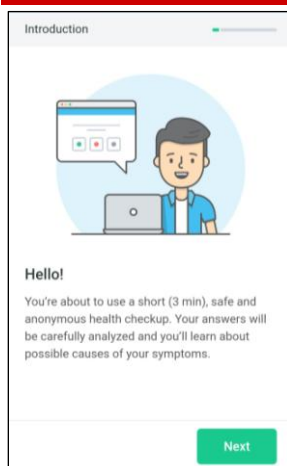 Introduction
Hello!
You're about to use a short (3 min), safe and
anonymous health checkup. Your answers will
be carefully analyzed and you'll learn about
possible causes of your symptoms.
Next